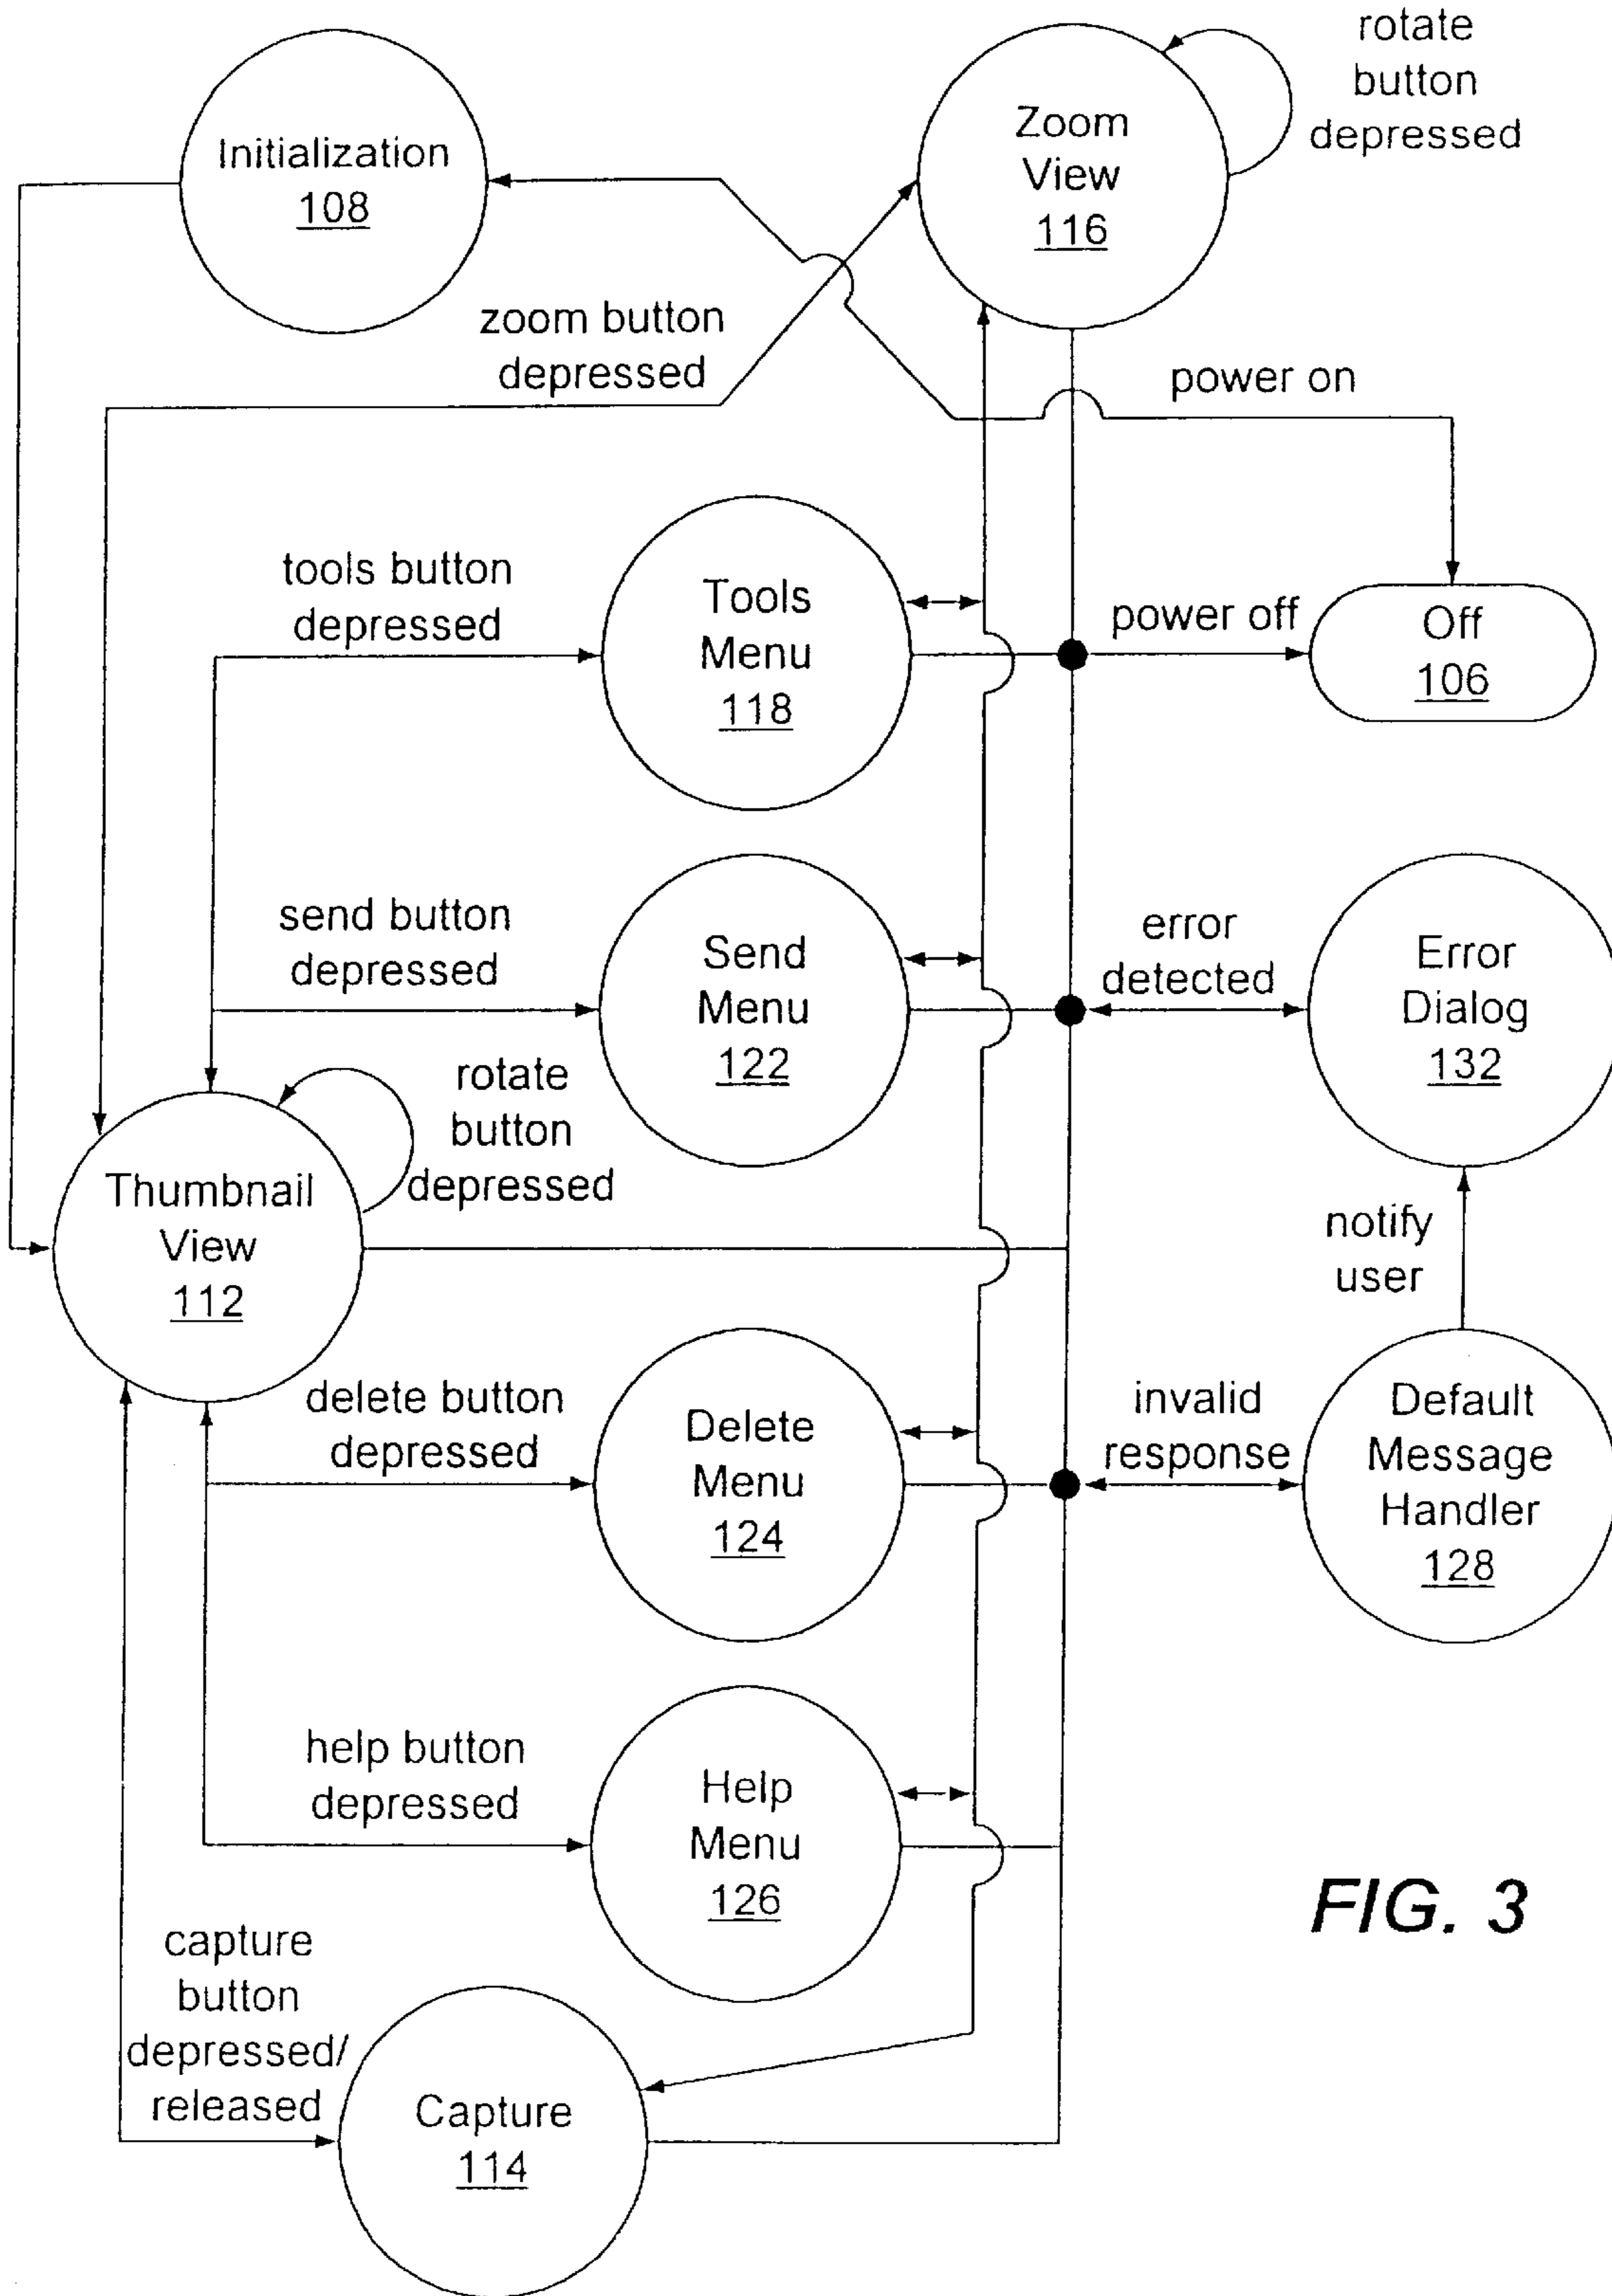 rotate
button
depressed
Initialization
108
Zoom
View
116
zoom button
depressed
power on
tools button
depressed
Tools
Menu
118
power off
Off
106
send button
depressed
Send
Menu
122
error
detected
Error
Dialog
132
rotate
button
depressed
Thumbnail
View
112
notify
user
delete button
depressed
Delete
Menu
124
invalid
response
Default
Message
Handler
128
help button
depressed
Help
Menu
126
FIG. 3
capture
button
depressed/
released
Capture
114